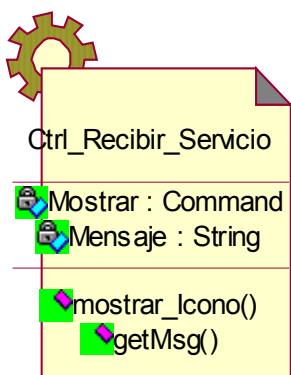 Ctrl_Recibir_Servicio
Mostrar : Command
Mensaje : String
mostrar_Icono()
getMsg()